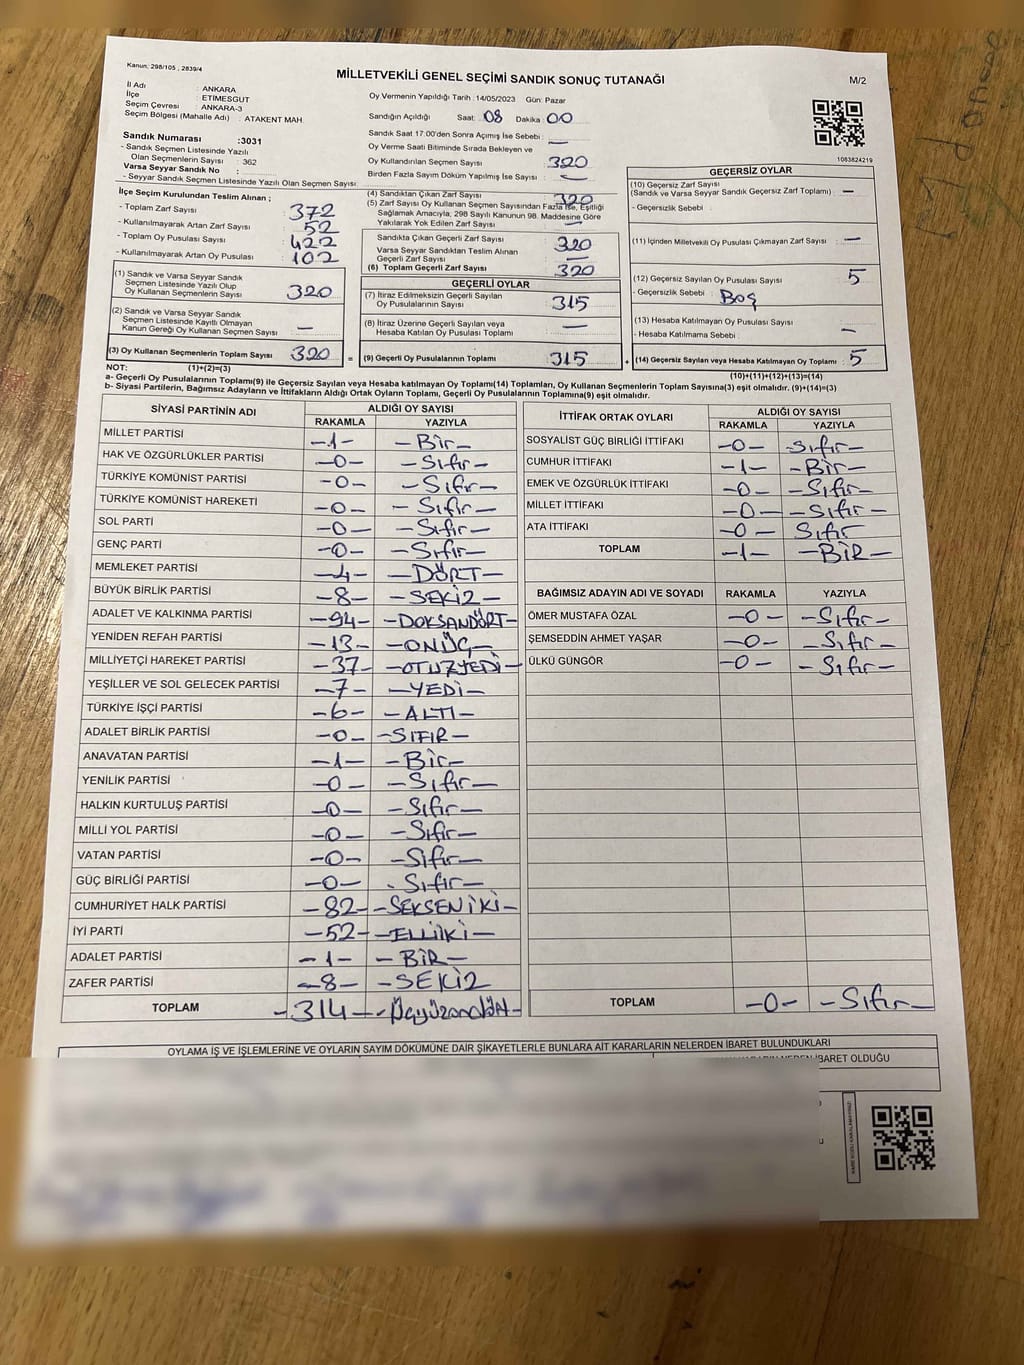 Kanun: 298/105 , 2839/4
MİLLETVEKİLİ GENEL SEÇİMİ SANDIK SONUÇ TUTANAĞI
M/2
İl Adı : ANKARA
İlçe : ETİMESGUT
Seçim Çevresi : ANKARA-3
Seçim Bölgesi (Mahalle Adı) : ATAKENT MAH.
Oy Vermenin Yapıldığı Tarih : 14/05/2023 Gün: Pazar
Sandığın Açıldığı Saat: 08 Dakika: 00
Sandık Saat 17.00'den Sonra Açımış İse Sebebi : —
Oy Verme Saati Bitiminde Sırada Bekleyen ve
Oy Kullandırılan Seçmen Sayısı : 320
Birden Fazla Sayım Döküm Yapılmış İse Sayısı : —
1083824219
Sandık Numarası :3031
- Sandık Seçmen Listesinde Yazılı
Olan Seçmenlerin Sayısı : 362
Varsa Seyyar Sandık No :
- Seyyar Sandık Seçmen Listesinde Yazılı Olan Seçmen Sayısı:
İlçe Seçim Kurulundan Teslim Alınan ;
- Toplam Zarf Sayısı : 372
- Kullanılmayarak Artan Zarf Sayısı : 52
- Toplam Oy Pusulası Sayısı : 422
- Kullanılmayarak Artan Oy Pusulası : 102
(1) Sandık ve Varsa Seyyar Sandık
Seçmen Listesinde Yazılı Olup
Oy Kullanan Seçmenlerin Sayısı : 320
(2) Sandık ve Varsa Seyyar Sandık
Seçmen Listesinde Kayıtlı Olmayan
Kanun Gereği Oy Kullanan Seçmen Sayısı : —
(3) Oy Kullanan Seçmenlerin Toplam Sayısı : 320
(1)+(2)=(3)
(4) Sandıktan Çıkan Zarf Sayısı : 320
(5) Zarf Sayısı Oy Kullanan Seçmen Sayısından Fazla İse, Eşitliği
Sağlamak Amacıyla, 298 Sayılı Kanunun 98. Maddesine Göre
Yakılarak Yok Edilen Zarf Sayısı : —
Sandıkta Çıkan Geçerli Zarf Sayısı : 320
Varsa Seyyar Sandıktan Teslim Alınan
Geçerli Zarf Sayısı : —
(6) Toplam Geçerli Zarf Sayısı : 320
GEÇERLİ OYLAR
(7) İtiraz Edilmeksizin Geçerli Sayılan
Oy Pusulalarının Sayısı : 315
(8) İtiraz Üzerine Geçerli Sayılan veya
Hesaba Katılan Oy Pusulası Toplamı : —
= (9) Geçerli Oy Pusulalarının Toplamı : 315
GEÇERSİZ OYLAR
(10) Geçersiz Zarf Sayısı
(Sandık ve Varsa Seyyar Sandık Geçersiz Zarf Toplamı) : —
- Geçersizlik Sebebi :
(11) İçinden Milletvekili Oy Pusulası Çıkmayan Zarf Sayısı : —
(12) Geçersiz Sayılan Oy Pusulası Sayısı : 5
- Geçersizlik Sebebi : Boş
(13) Hesaba Katılmayan Oy Pusulası Sayısı :
- Hesaba Katılmama Sebebi : —
+ (14) Geçersiz Sayılan veya Hesaba Katılmayan Oy Toplamı : 5
(10)+(11)+(12)+(13)=(14)
NOT:
a- Geçerli Oy Pusulalarının Toplamı(9) ile Geçersiz Sayılan veya Hesaba katılmayan Oy Toplamı(14) Toplamları, Oy Kullanan Seçmenlerin Toplam Sayısına(3) eşit olmalıdır. (9)+(14)=(3)
b- Siyasi Partilerin, Bağımsız Adayların ve İttifakların Aldığı Oyların Toplamı, Geçerli Oy Pusulalarının Toplamına(9) eşit olmalıdır.
SİYASİ PARTİNİN ADI ALDIĞI OY SAYISI
RAKAMLA YAZIYLA
MİLLET PARTİSİ -1- -Bir-
HAK VE ÖZGÜRLÜKLER PARTİSİ -0- -Sıfır-
TÜRKİYE KOMÜNİST PARTİSİ -0- -Sıfır-
TÜRKİYE KOMÜNİST HAREKETİ -0- -Sıfır-
SOL PARTİ -0- -Sıfır-
GENÇ PARTİ -0- -Sıfır-
MEMLEKET PARTİSİ -4- -DÖRT-
BÜYÜK BİRLİK PARTİSİ -8- -SEKİZ-
ADALET VE KALKINMA PARTİSİ -94- -DOKSANDÖRT-
YENİDEN REFAH PARTİSİ -13- -ONÜÇ-
MİLLİYETÇİ HAREKET PARTİSİ -37- -OTUZYEDİ-
YEŞİLLER VE SOL GELECEK PARTİSİ -7- -YEDİ-
TÜRKİYE İŞÇİ PARTİSİ -6- -ALTI-
ADALET BİRLİK PARTİSİ -0- -SIFIR-
ANAVATAN PARTİSİ -1- -Bir-
YENİLİK PARTİSİ -0- -Sıfır-
HALKIN KURTULUŞ PARTİSİ -0- -Sıfır-
MİLLİ YOL PARTİSİ -0- -Sıfır-
VATAN PARTİSİ -0- -Sıfır-
GÜÇ BİRLİĞİ PARTİSİ -0- -Sıfır-
CUMHURİYET HALK PARTİSİ -82- -SEKSENİKİ-
İYİ PARTİ -52- -ELLİİKİ-
ADALET PARTİSİ -1- -BİR-
ZAFER PARTİSİ -8- -SEKİZ
TOPLAM -314- -Üçyüzondört-
İTTİFAK ORTAK OYLARI ALDIĞI OY SAYISI
RAKAMLA YAZIYLA
SOSYALİST GÜÇ BİRLİĞİ İTTİFAKI -0- Sıfır-
CUMHUR İTTİFAKI -1- -BİR-
EMEK VE ÖZGÜRLÜK İTTİFAKI -0- -Sıfır-
MİLLET İTTİFAKI -0- -Sıfır-
ATA İTTİFAKI -0- Sıfır
TOPLAM -1- -BİR-
BAĞIMSIZ ADAYIN ADI VE SOYADI RAKAMLA YAZIYLA
ÖMER MUSTAFA ÖZAL -0- -Sıfır-
ŞEMSEDDİN AHMET YAŞAR -0- -Sıfır-
ÜLKÜ GÜNGÖR -0- -Sıfır-
TOPLAM -0- -Sıfır-
OYLAMA İŞ VE İŞLEMLERİNE VE OYLARIN SAYIM DÖKÜMÜNE DAİR ŞİKAYETLERLE BUNLARA AİT KARARLARIN NELERDEN İBARET BULUNDUKLARI
İBARET OLDUĞU